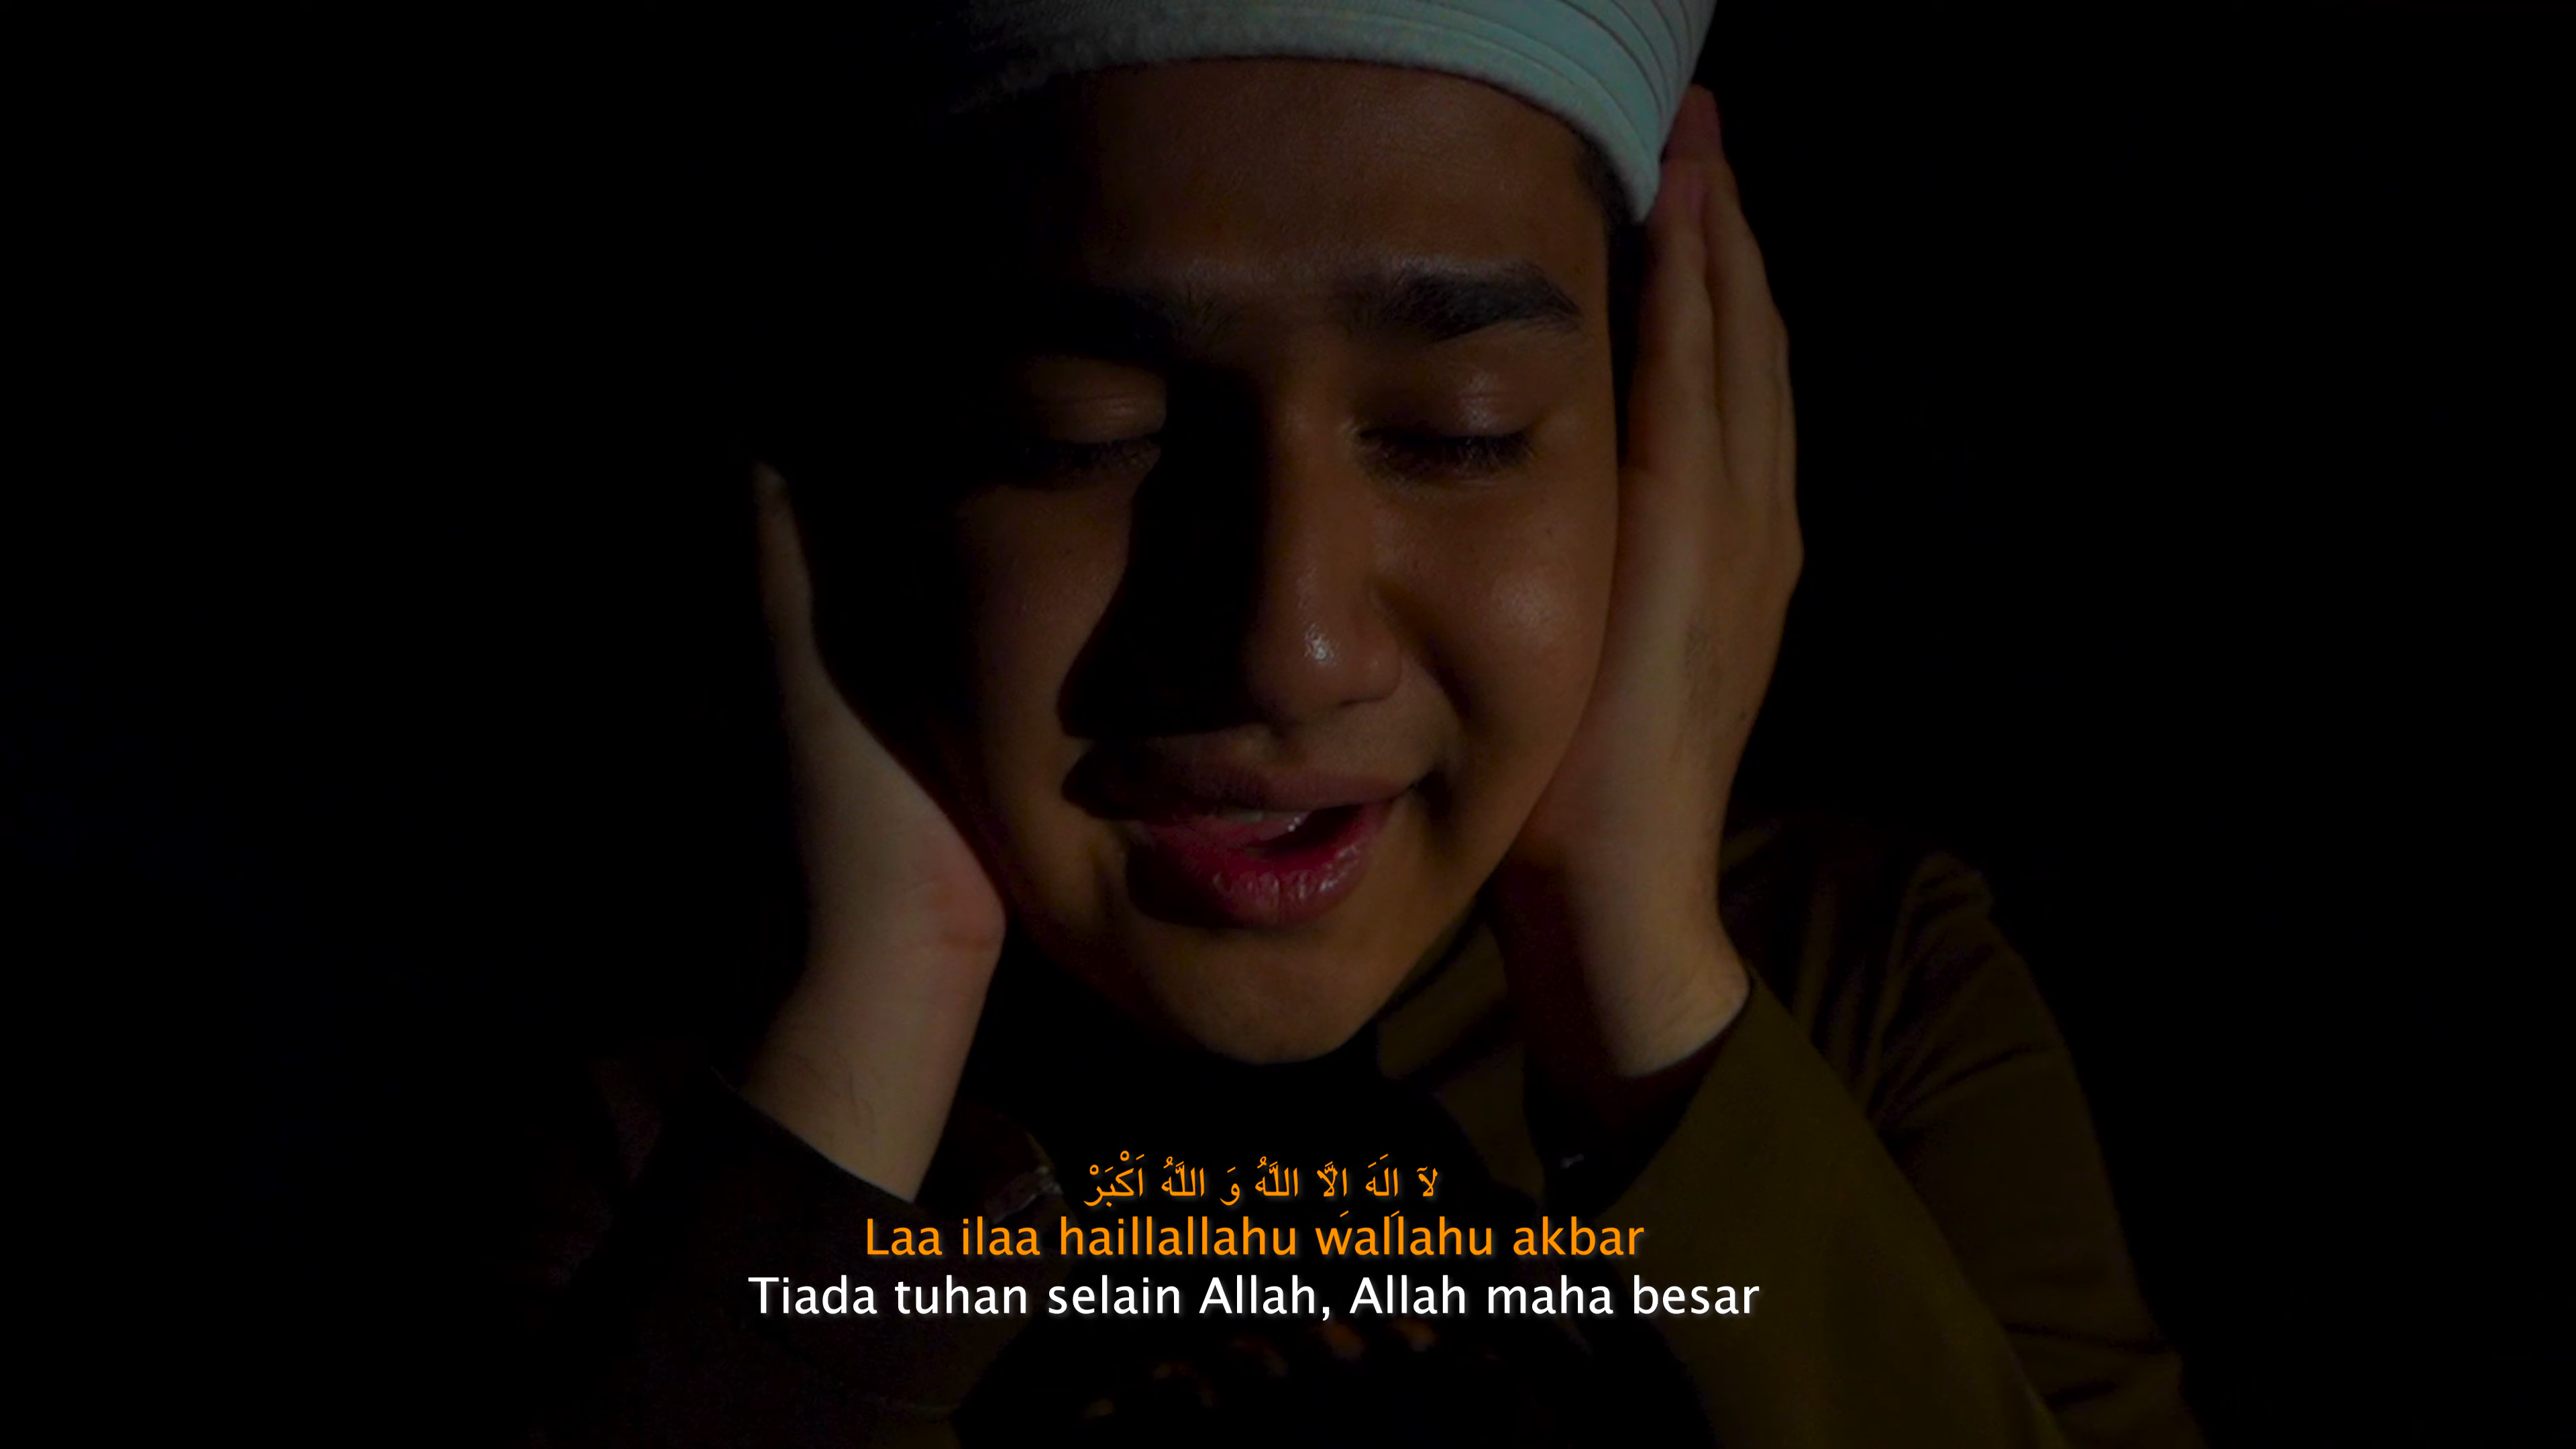 لَآ اِلَهَ اِلَّا اللَّهُ وَ اللَّهُ اَكْبَرْ
Laa ilaa haillallahu wallahu akbar
Tiada tuhan selain Allah, Allah maha besar